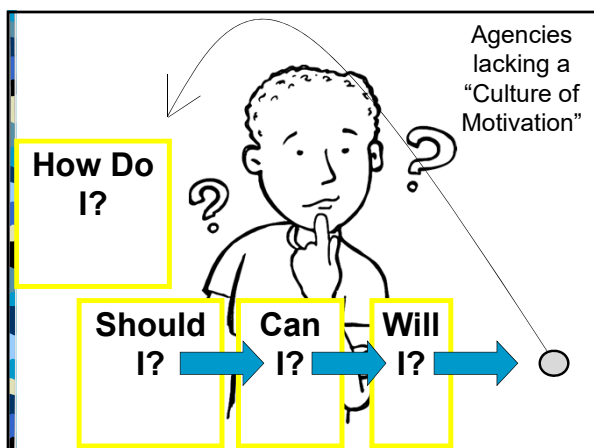 Agencies
lacking a
“Culture of
Motivation”
How Do
I?
Should
I?
Can
I?
Will
I?